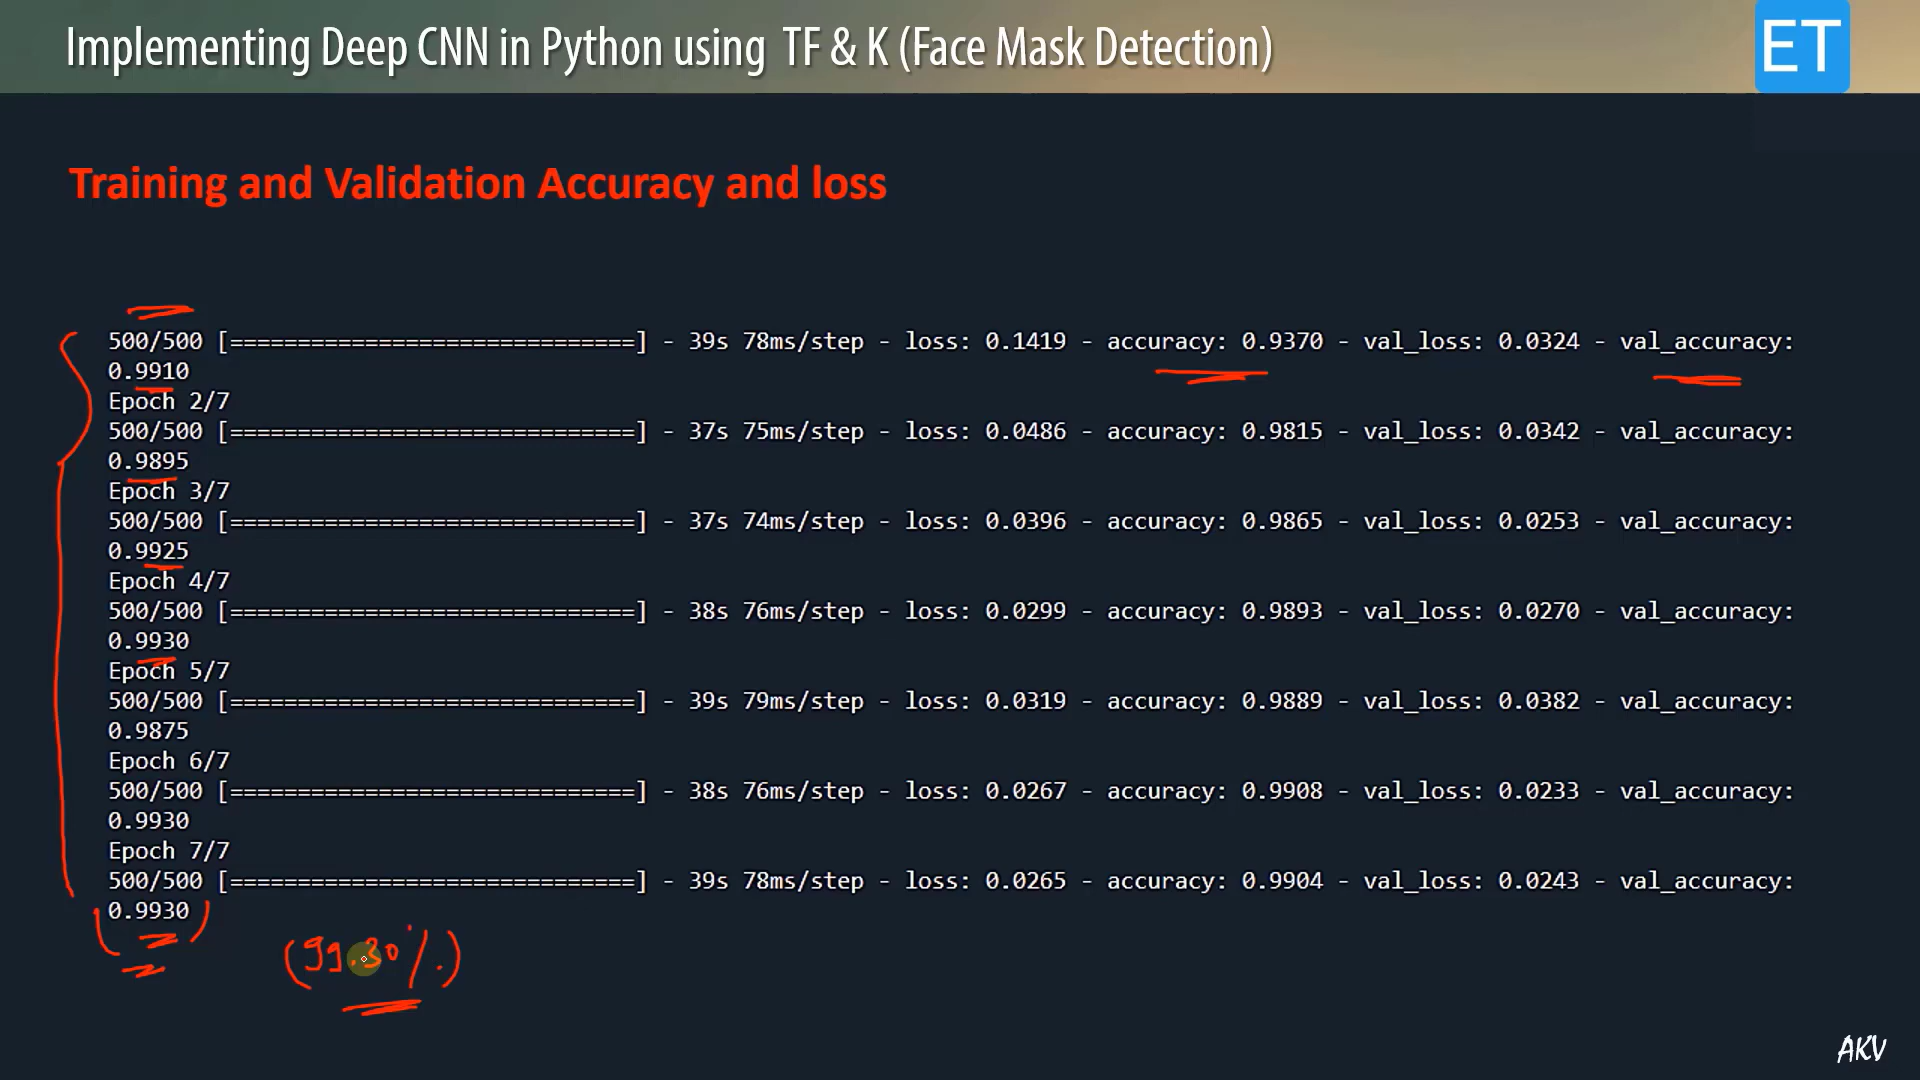 Implementing Deep CNN in Python using TF & K (Face Mask Detection)
ET
Training and Validation Accuracy and loss
500/500 [==============================] - 39s 78ms/step - loss: 0.1419 - accuracy: 0.9370 - val_loss: 0.0324 - val_accuracy:
0.9910
Epoch 2/7
500/500 [==============================] - 37s 75ms/step - loss: 0.0486 - accuracy: 0.9815 - val_loss: 0.0342 - val_accuracy:
0.9895
Epoch 3/7
500/500 [==============================] - 37s 74ms/step - loss: 0.0396 - accuracy: 0.9865 - val_loss: 0.0253 - val_accuracy:
0.9925
Epoch 4/7
500/500 [==============================] - 38s 76ms/step - loss: 0.0299 - accuracy: 0.9893 - val_loss: 0.0270 - val_accuracy:
0.9930
Epoch 5/7
500/500 [==============================] - 39s 79ms/step - loss: 0.0319 - accuracy: 0.9889 - val_loss: 0.0382 - val_accuracy:
0.9875
Epoch 6/7
500/500 [==============================] - 38s 76ms/step - loss: 0.0267 - accuracy: 0.9908 - val_loss: 0.0233 - val_accuracy:
0.9930
Epoch 7/7
500/500 [==============================] - 39s 78ms/step - loss: 0.0265 - accuracy: 0.9904 - val_loss: 0.0243 - val_accuracy:
0.9930
(99.30%)
AKV